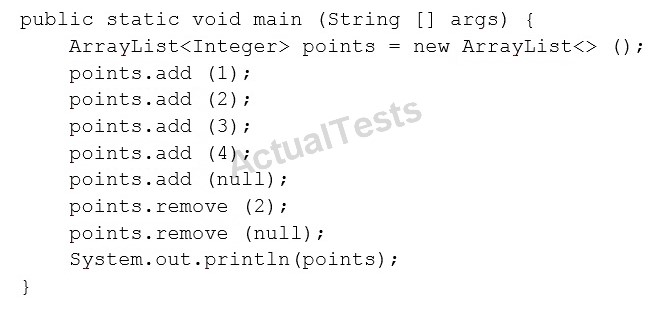 public static void main (String [] args) {
    ArrayList<Integer> points = new ArrayList<> ();
    points.add (1);
    points.add (2);
    points.add (3);
    points.add (4);
    points.add (null);
    points.remove (2);
    points.remove (null);
    System.out.println(points);
}
ActualTests